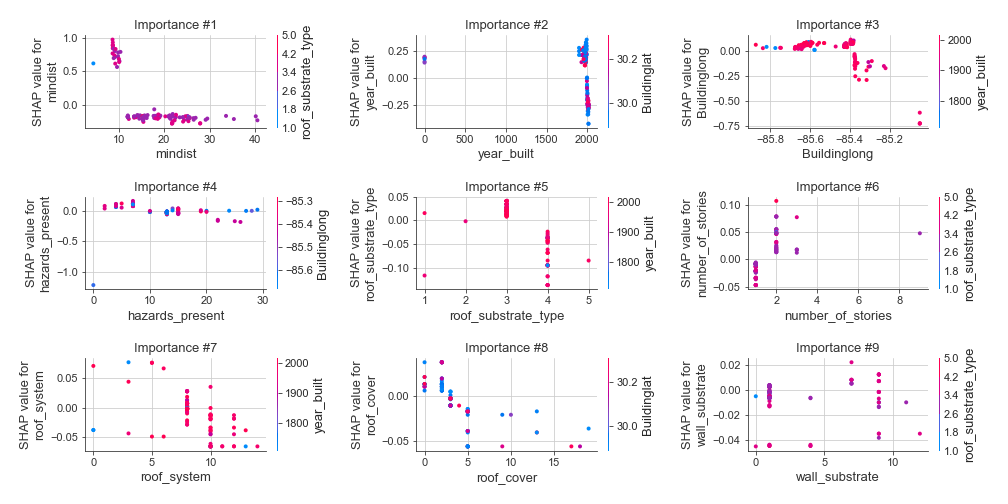 Importance #1
SHAP value for
mindist
1.0
0.5
0.0
10
20
30
40
mindist
5.0
4.2
3.4
2.6
1.8
1.0
roof_substrate_type
Importance #2
SHAP value for
year_built
0.25
0.00
−0.25
0
500
1000
1500
2000
year_built
30.2
30.0
Buildinglat
Importance #3
SHAP value for
Buildinglong
0.00
−0.25
−0.50
−0.75
−85.8
−85.6
−85.4
−85.2
Buildinglong
2000
1900
1800
year_built
Importance #4
SHAP value for
hazards_present
0.0
−0.5
−1.0
0
10
20
30
hazards_present
−85.3
−85.4
−85.5
−85.6
Buildinglong
Importance #5
SHAP value for
roof_substrate_type
0.05
0.00
−0.05
−0.10
1
2
3
4
5
roof_substrate_type
2000
1900
1800
year_built
Importance #6
SHAP value for
number_of_stories
0.10
0.05
0.00
−0.05
2
4
6
8
number_of_stories
5.0
4.2
3.4
2.6
1.8
1.0
roof_substrate_type
Importance #7
SHAP value for
roof_system
0.05
0.00
−0.05
0
5
10
roof_system
2000
1900
1800
year_built
Importance #8
SHAP value for
roof_cover
0.05
0.00
−0.05
0
5
10
15
roof_cover
30.2
30.0
Buildinglat
Importance #9
SHAP value for
wall_substrate
0.02
0.00
−0.02
−0.04
0
5
10
wall_substrate
5.0
4.2
3.4
2.6
1.8
1.0
roof_substrate_type